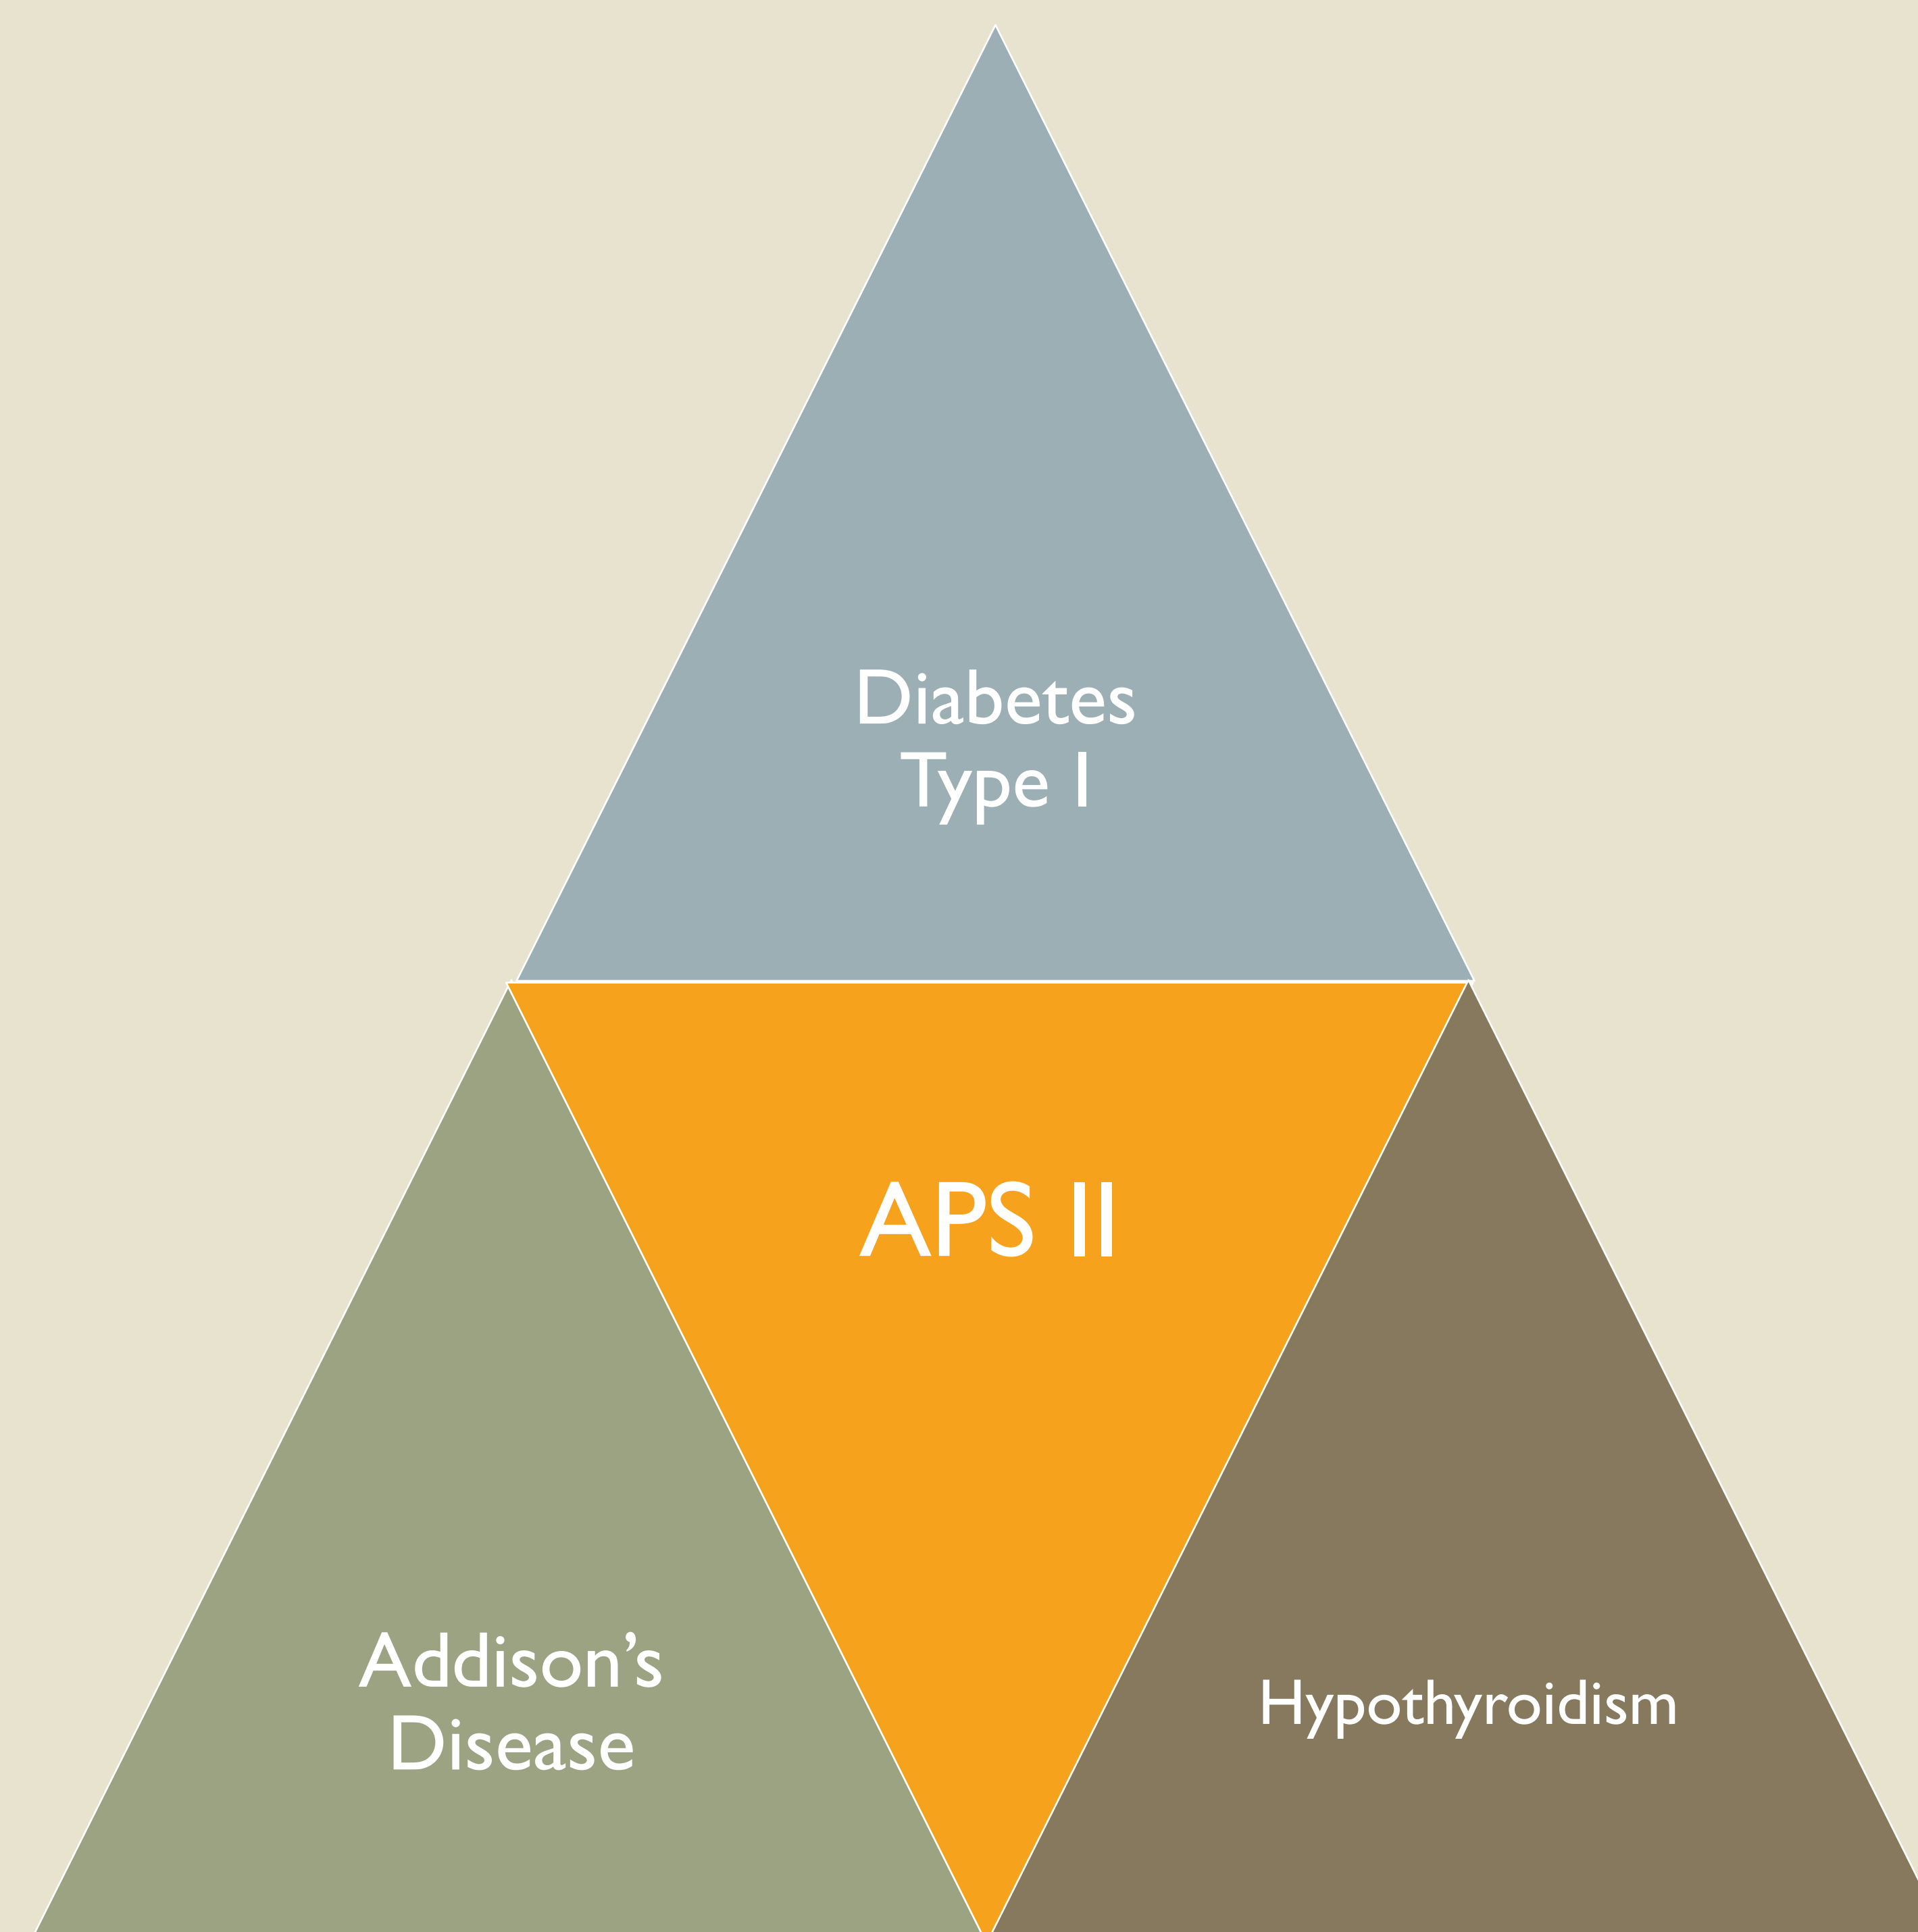 Diabetes
Type I
APS II
Addison’s
Disease
Hypothyroidism